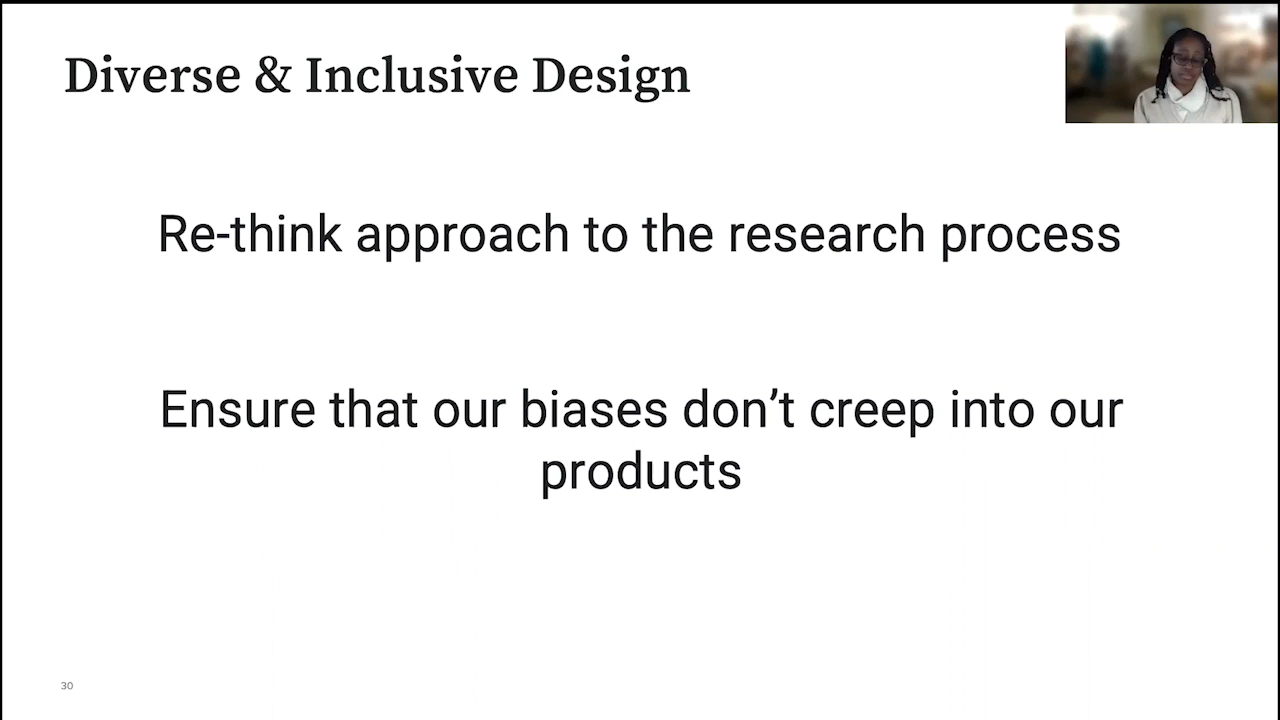 Diverse & Inclusive Design
Re-think approach to the research process
Ensure that our biases don’t creep into our
products
30